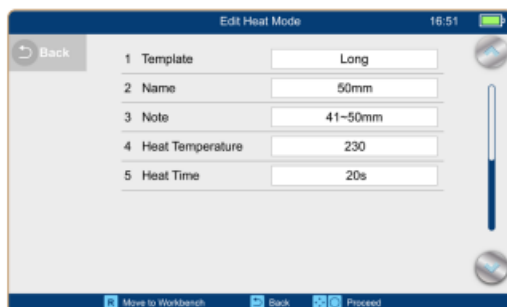 Edit Heat Mode 16:51
Back
1 Template Long
2 Name 50mm
3 Note 41~50mm
4 Heat Temperature 230
5 Heat Time 20s
R Move to Workbench Back Proceed